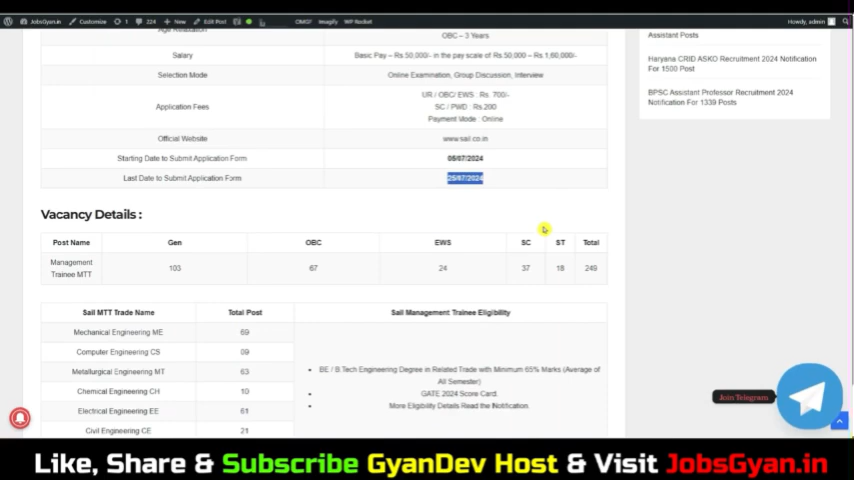 JobsGyan.in Customize 1 224 New Edit Post OMGF Imagify WP Rocket Howdy, admin
Age Relaxation
OBC – 3 Years
Salary Basic Pay – Rs 50,000/- in the pay scale of Rs 50,000 – Rs 1,60,000/-
Selection Mode Online Examination, Group Discussion, Interview
UR / OBC/ EWS : Rs. 700/-
Application Fees SC / PWD : Rs.200
Payment Mode : Online
Official Website www.sail.co.in
Starting Date to Submit Application Form 05/07/2024
Last Date to Submit Application Form 25/07/2024
Assistant Posts
Haryana CRID ASKO Recruitment 2024 Notification
For 1500 Post
BPSC Assistant Professor Recruitment 2024
Notification For 1339 Posts
Vacancy Details :
Post Name Gen OBC EWS SC ST Total
Management
Trainee MTT 103 67 24 37 18 249
Sail MTT Trade Name Total Post Sail Management Trainee Eligibility
Mechanical Engineering ME 69
Computer Engineering CS 09
Metallurgical Engineering MT 63
Chemical Engineering CH 10
Electrical Engineering EE 61
Civil Engineering CE 21
BE / B.Tech Engineering Degree in Related Trade with Minimum 65% Marks (Average of
All Semester)
GATE 2024 Score Card.
More Eligibility Details Read the Notification.
Join Telegram
Like, Share & Subscribe GyanDev Host & Visit JobsGyan.in